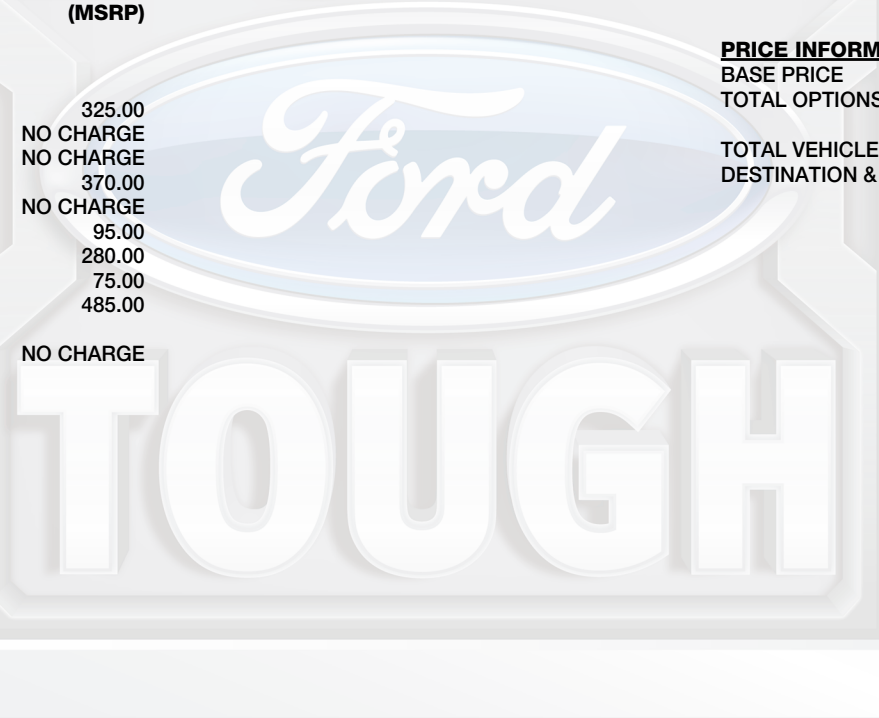 (MSRP)
325.00
NO CHARGE
NO CHARGE
370.00
NO CHARGE
95.00
280.00
75.00
485.00
NO CHARGE
PRICE INFORM
BASE PRICE
TOTAL OPTIONS
TOTAL VEHICLE
DESTINATION &
Ford
TOUGH